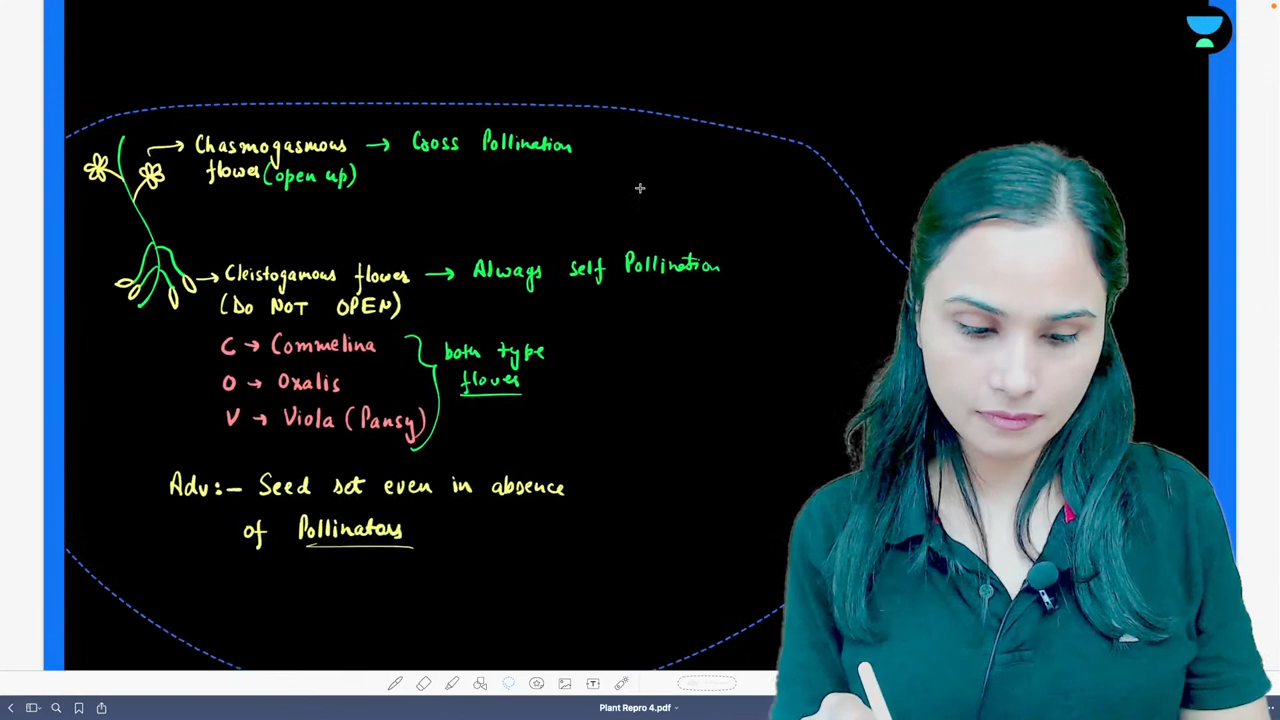 Chasmogasmous → Cross Pollination
flower (open up)
Cleistogamous flower → Always self Pollination
(DO NOT OPEN)
C → Commelina
O → Oxalis
V → Viola (Pansy)
both type
flower
Adv:- Seed set even in absence
of Pollinators
Plant Repro 4.pdf